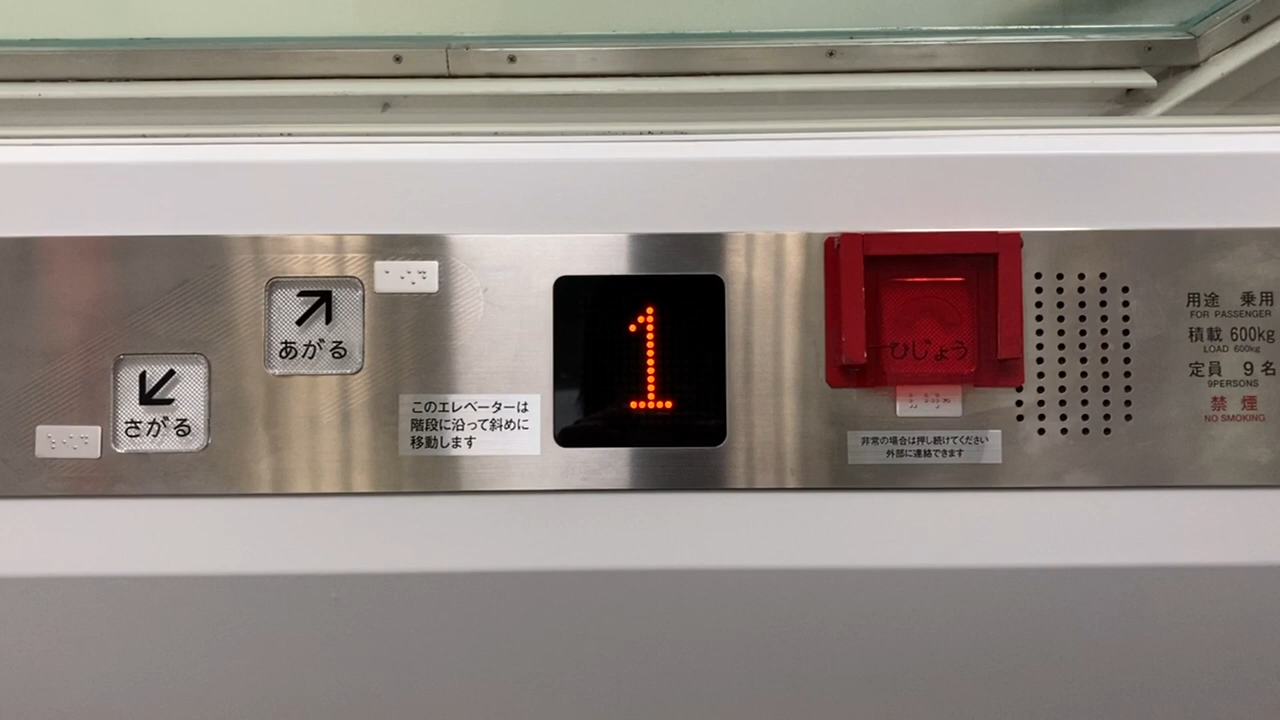 あがる
さがる
このエレベーターは
階段に沿って斜めに
移動します
1
ひじょう
非常の場合は押し続けてください
外部に連絡できます
用途 乗用
FOR PASSENGER
積載 600kg
LOAD 600kg
定員 9名
9PERSONS
禁煙
NO SMOKING